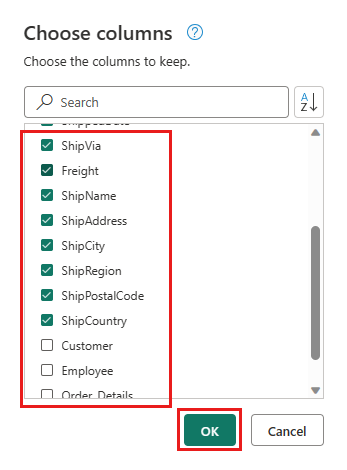 Choose columns
Choose the columns to keep.
Search
A
Z
ShippedDate
ShipVia
Freight
ShipName
ShipAddress
ShipCity
ShipRegion
ShipPostalCode
ShipCountry
Customer
Employee
Order_Details
OK
Cancel